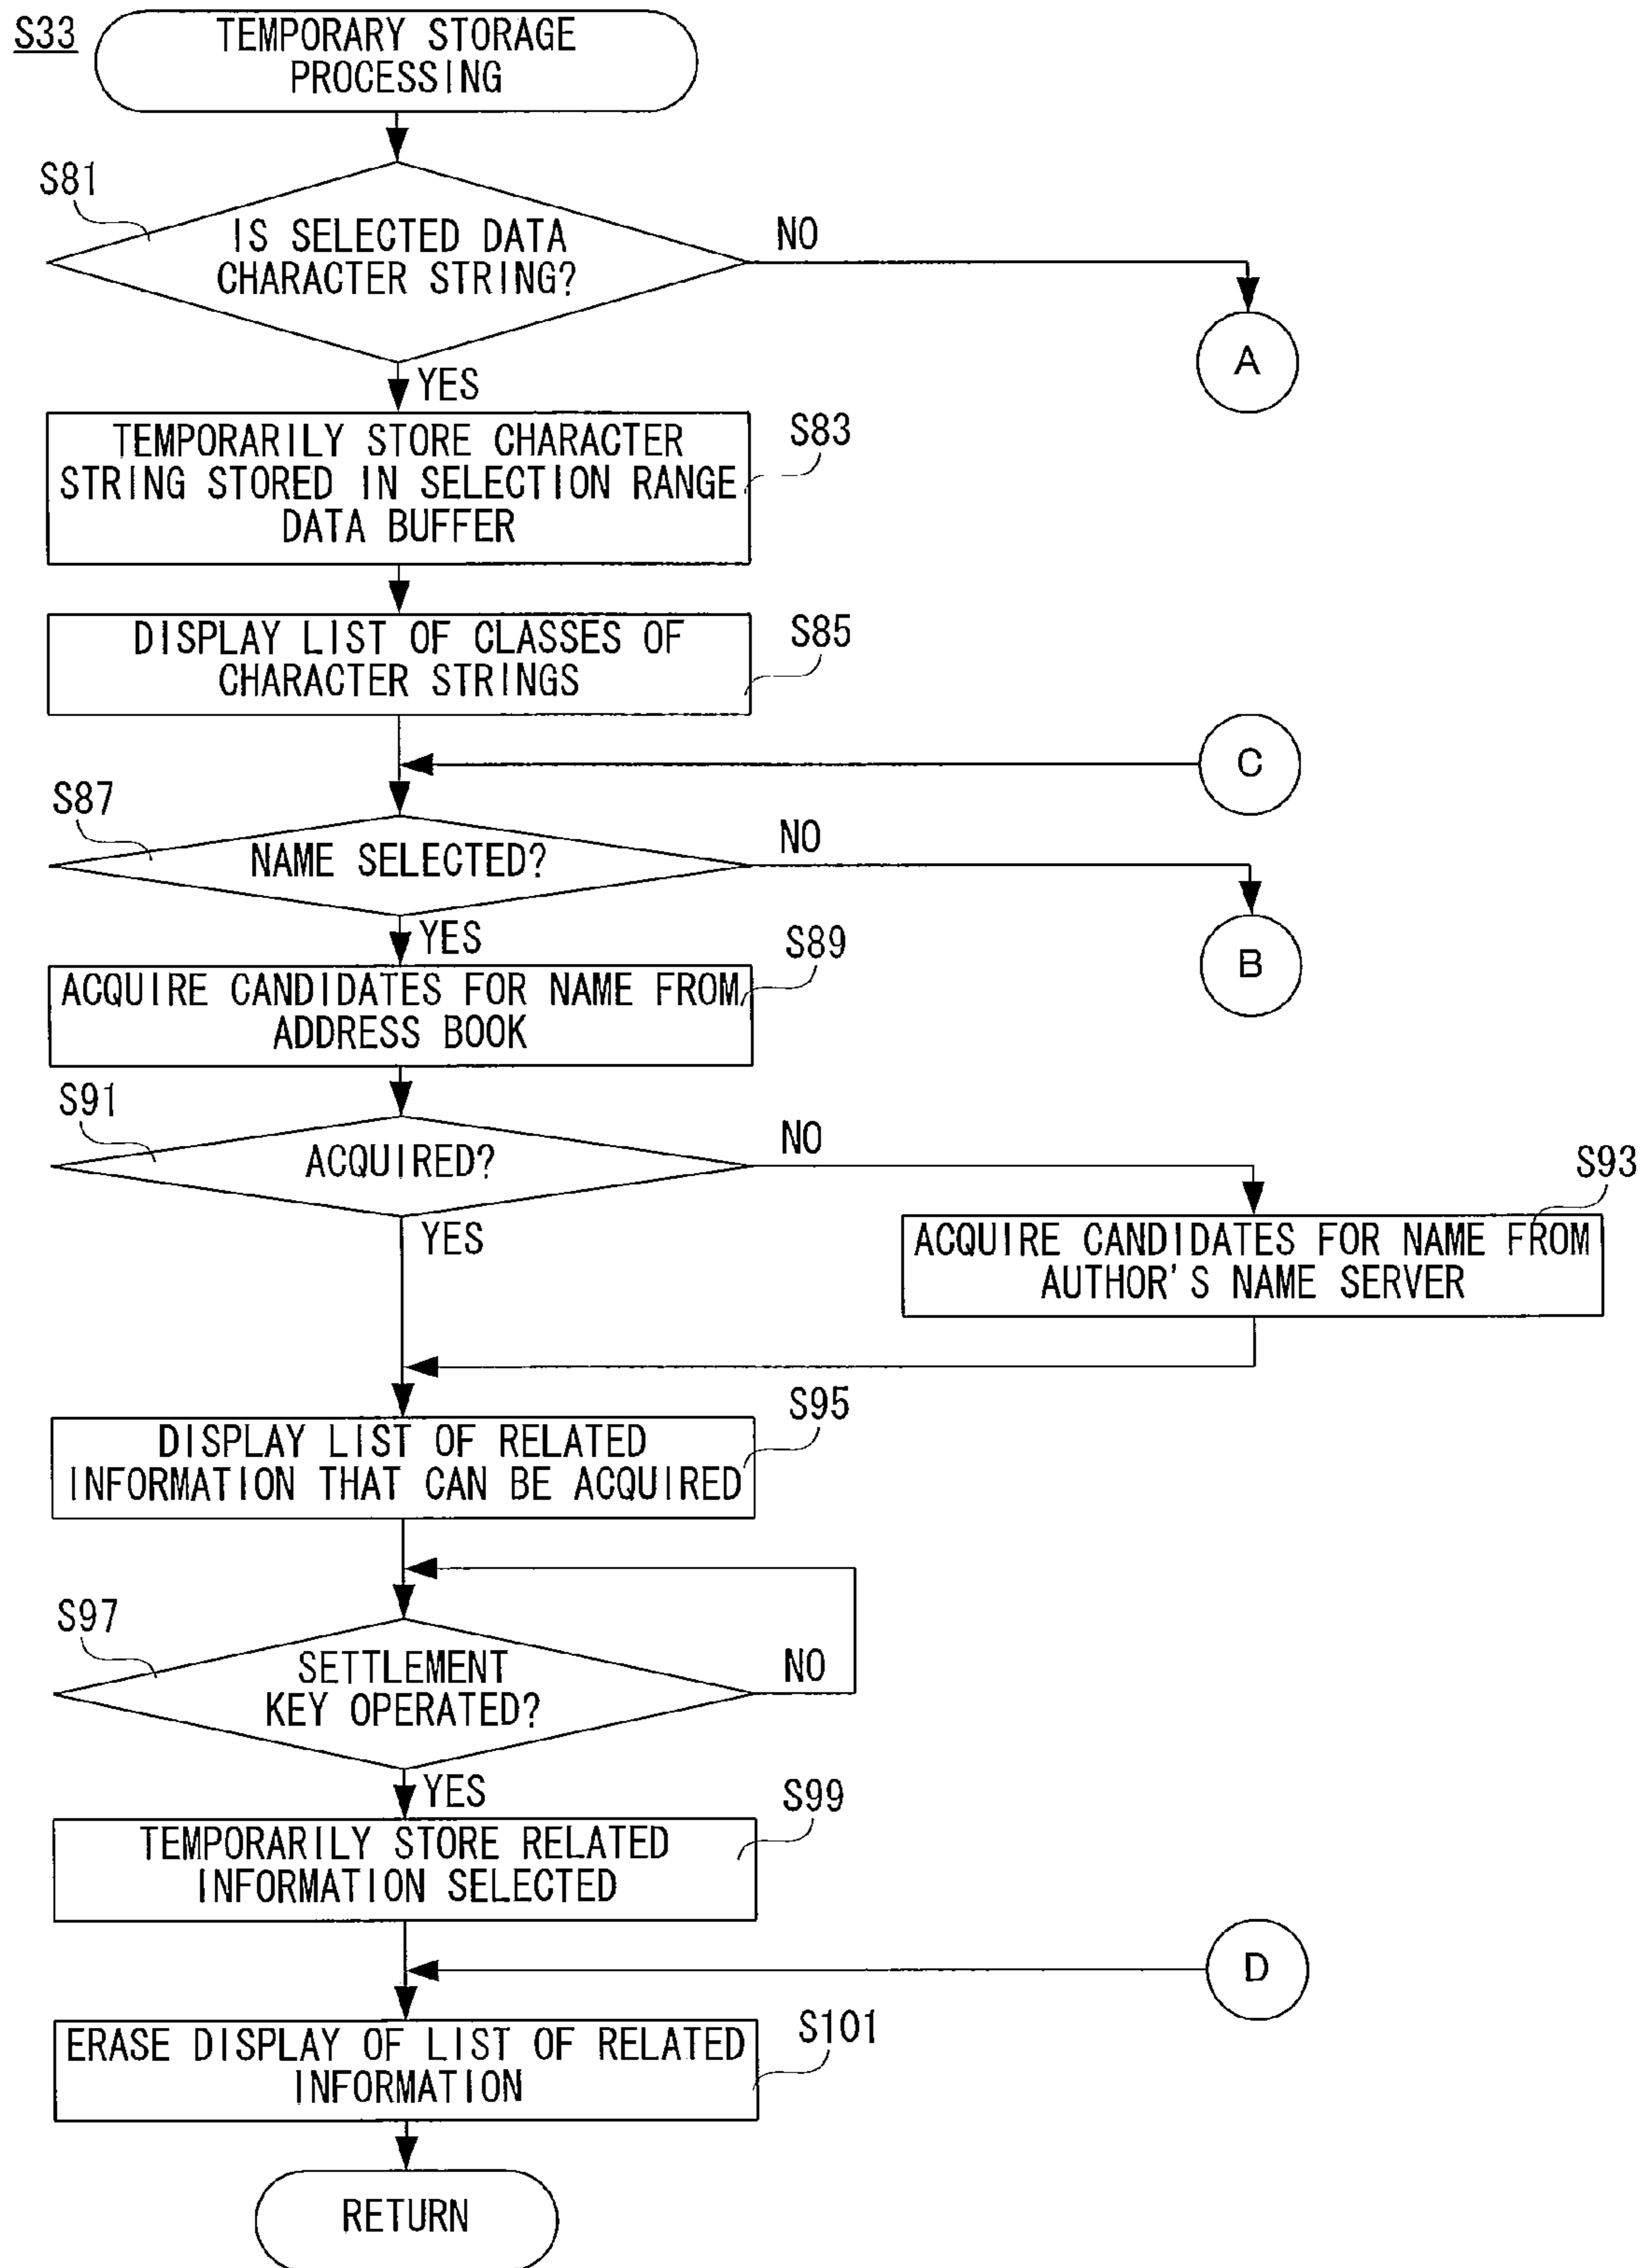 S33
TEMPORARY STORAGE
PROCESSING
S81
IS SELECTED DATA
CHARACTER STRING?
NO
A
YES
S83
TEMPORARILY STORE CHARACTER
STRING STORED IN SELECTION RANGE
DATA BUFFER
S85
DISPLAY LIST OF CLASSES OF
CHARACTER STRINGS
C
S87
NAME SELECTED?
NO
B
YES
S89
ACQUIRE CANDIDATES FOR NAME FROM
ADDRESS BOOK
S91
ACQUIRED?
NO
S93
YES
ACQUIRE CANDIDATES FOR NAME FROM
AUTHOR'S NAME SERVER
S95
DISPLAY LIST OF RELATED
INFORMATION THAT CAN BE ACQUIRED
S97
SETTLEMENT
KEY OPERATED?
NO
YES
S99
TEMPORARILY STORE RELATED
INFORMATION SELECTED
D
S101
ERASE DISPLAY OF LIST OF RELATED
INFORMATION
RETURN